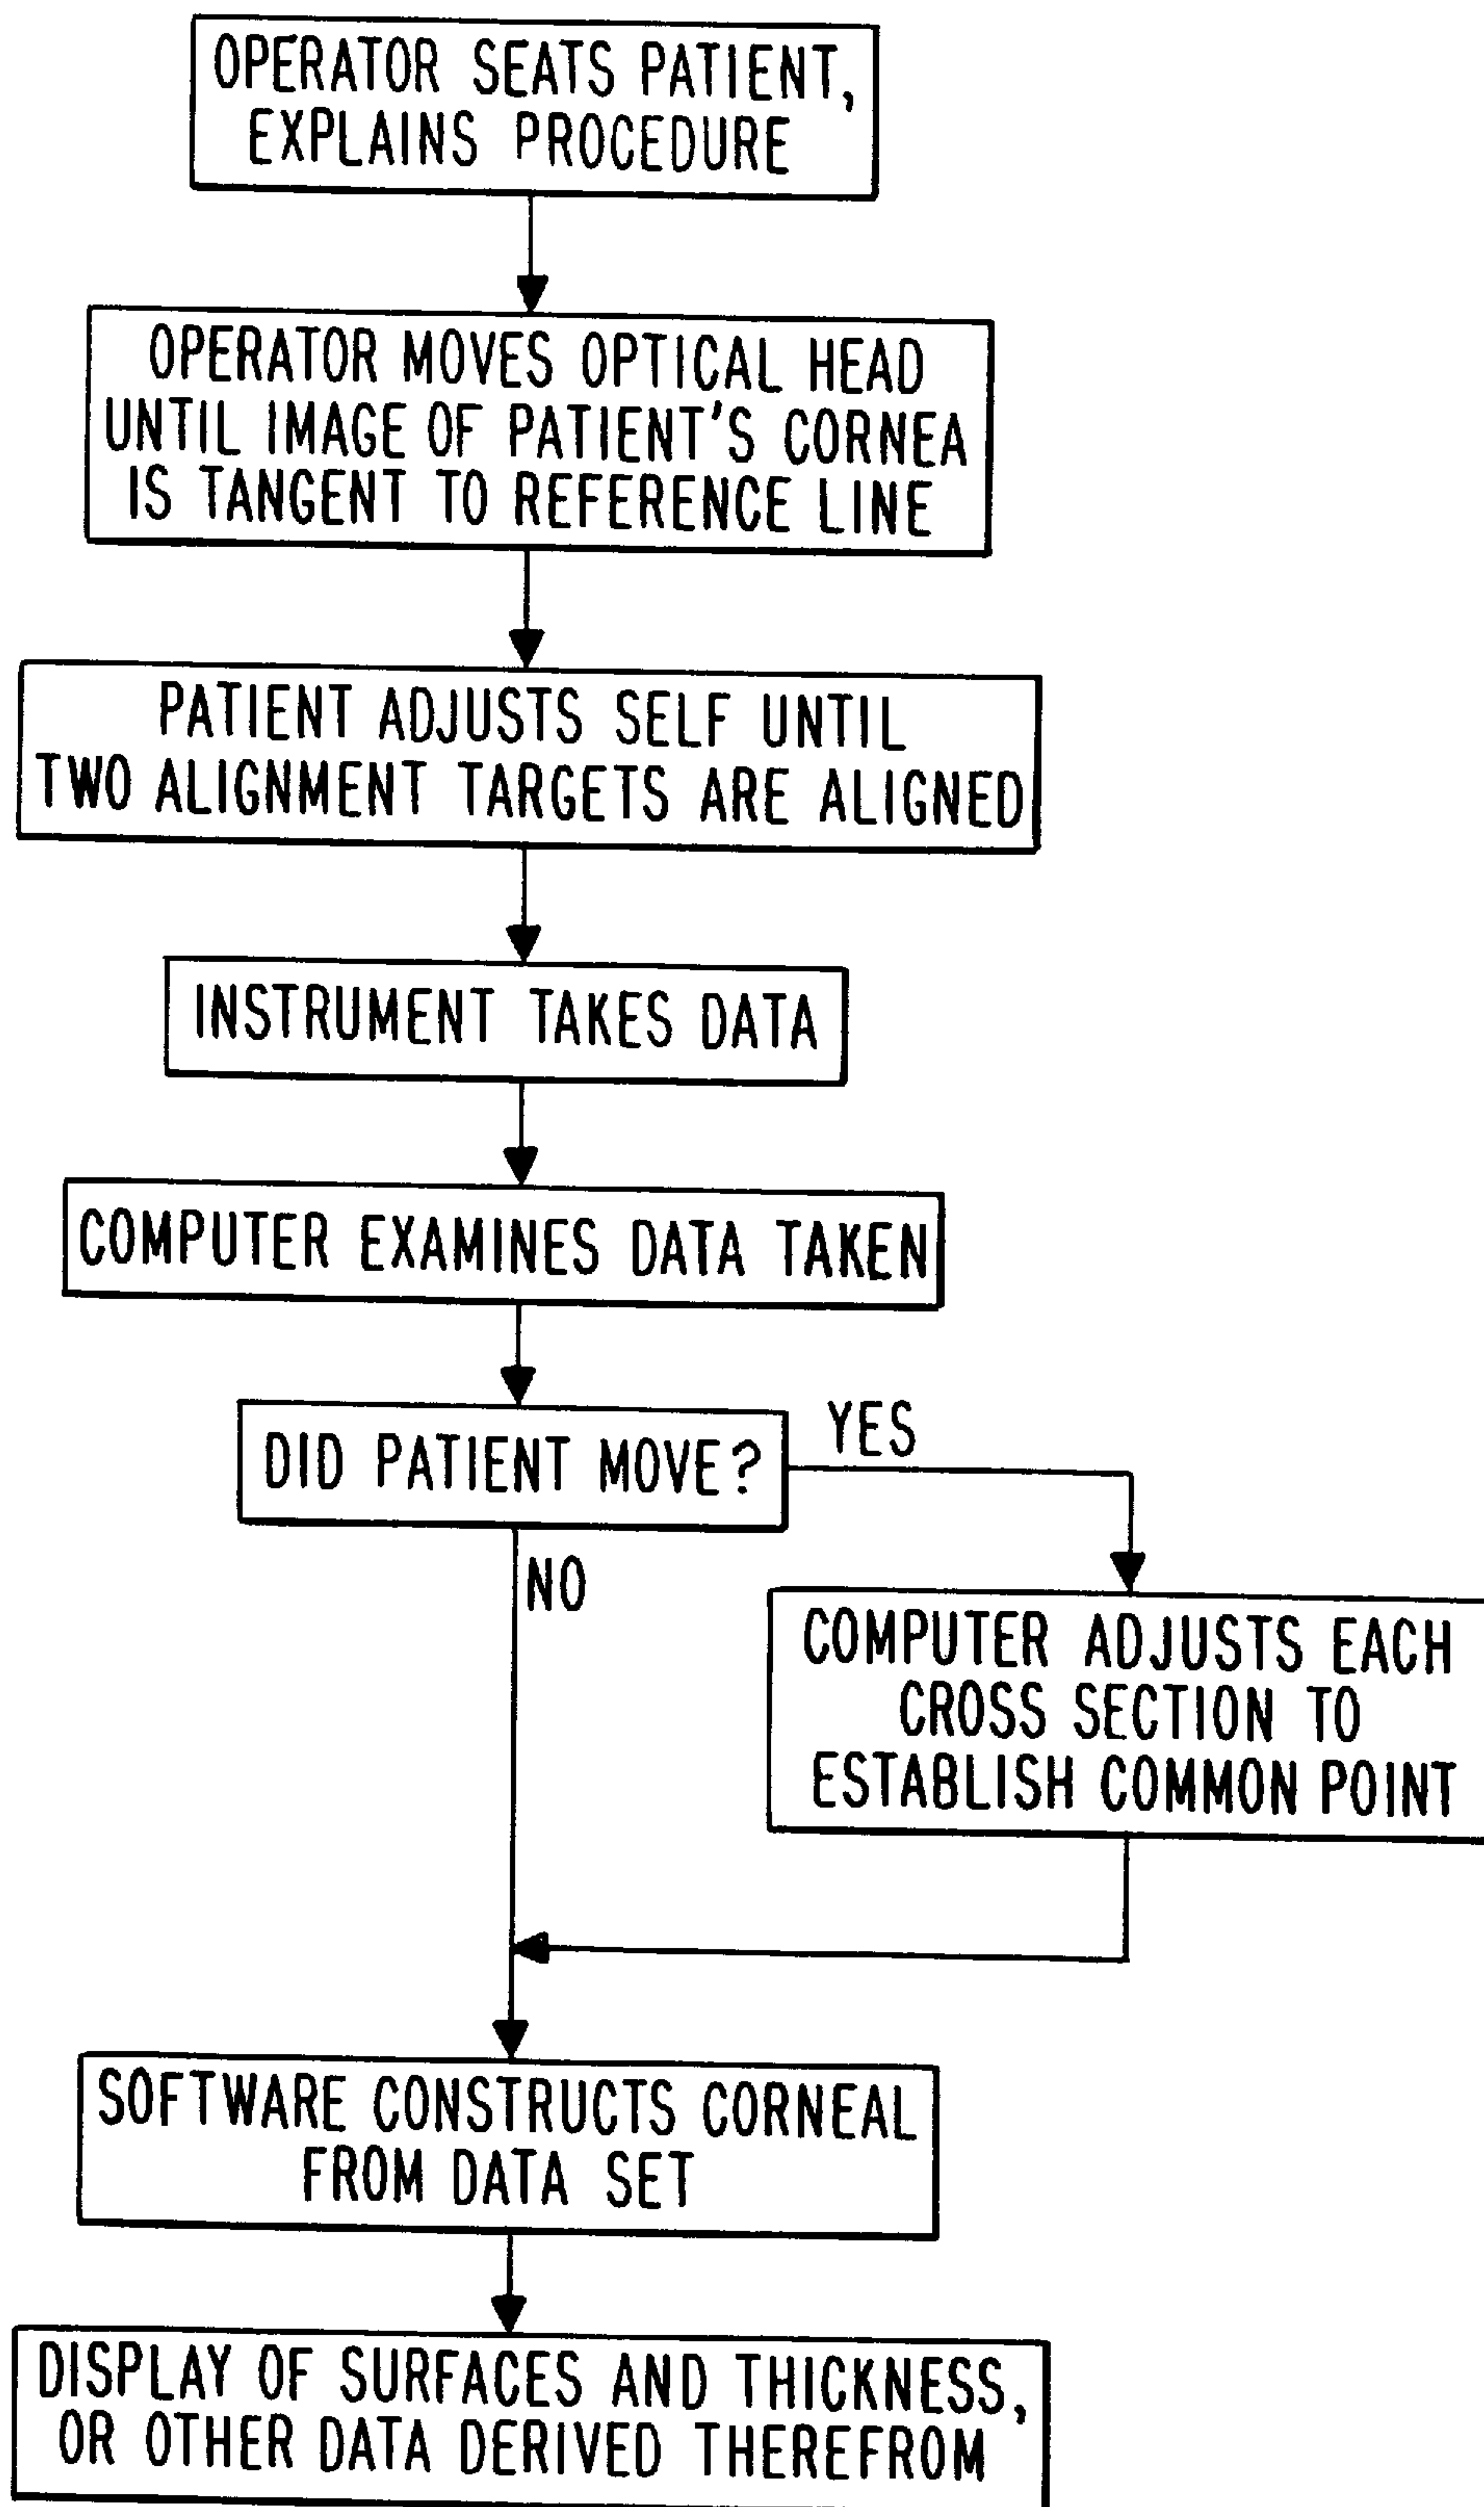 OPERATOR SEATS PATIENT,
EXPLAINS PROCEDURE
OPERATOR MOVES OPTICAL HEAD
UNTIL IMAGE OF PATIENT'S CORNEA
IS TANGENT TO REFERENCE LINE
PATIENT ADJUSTS SELF UNTIL
TWO ALIGNMENT TARGETS ARE ALIGNED
INSTRUMENT TAKES DATA
COMPUTER EXAMINES DATA TAKEN
DID PATIENT MOVE?
YES
NO
COMPUTER ADJUSTS EACH
CROSS SECTION TO
ESTABLISH COMMON POINT
SOFTWARE CONSTRUCTS CORNEAL
FROM DATA SET
DISPLAY OF SURFACES AND THICKNESS,
OR OTHER DATA DERIVED THEREFROM